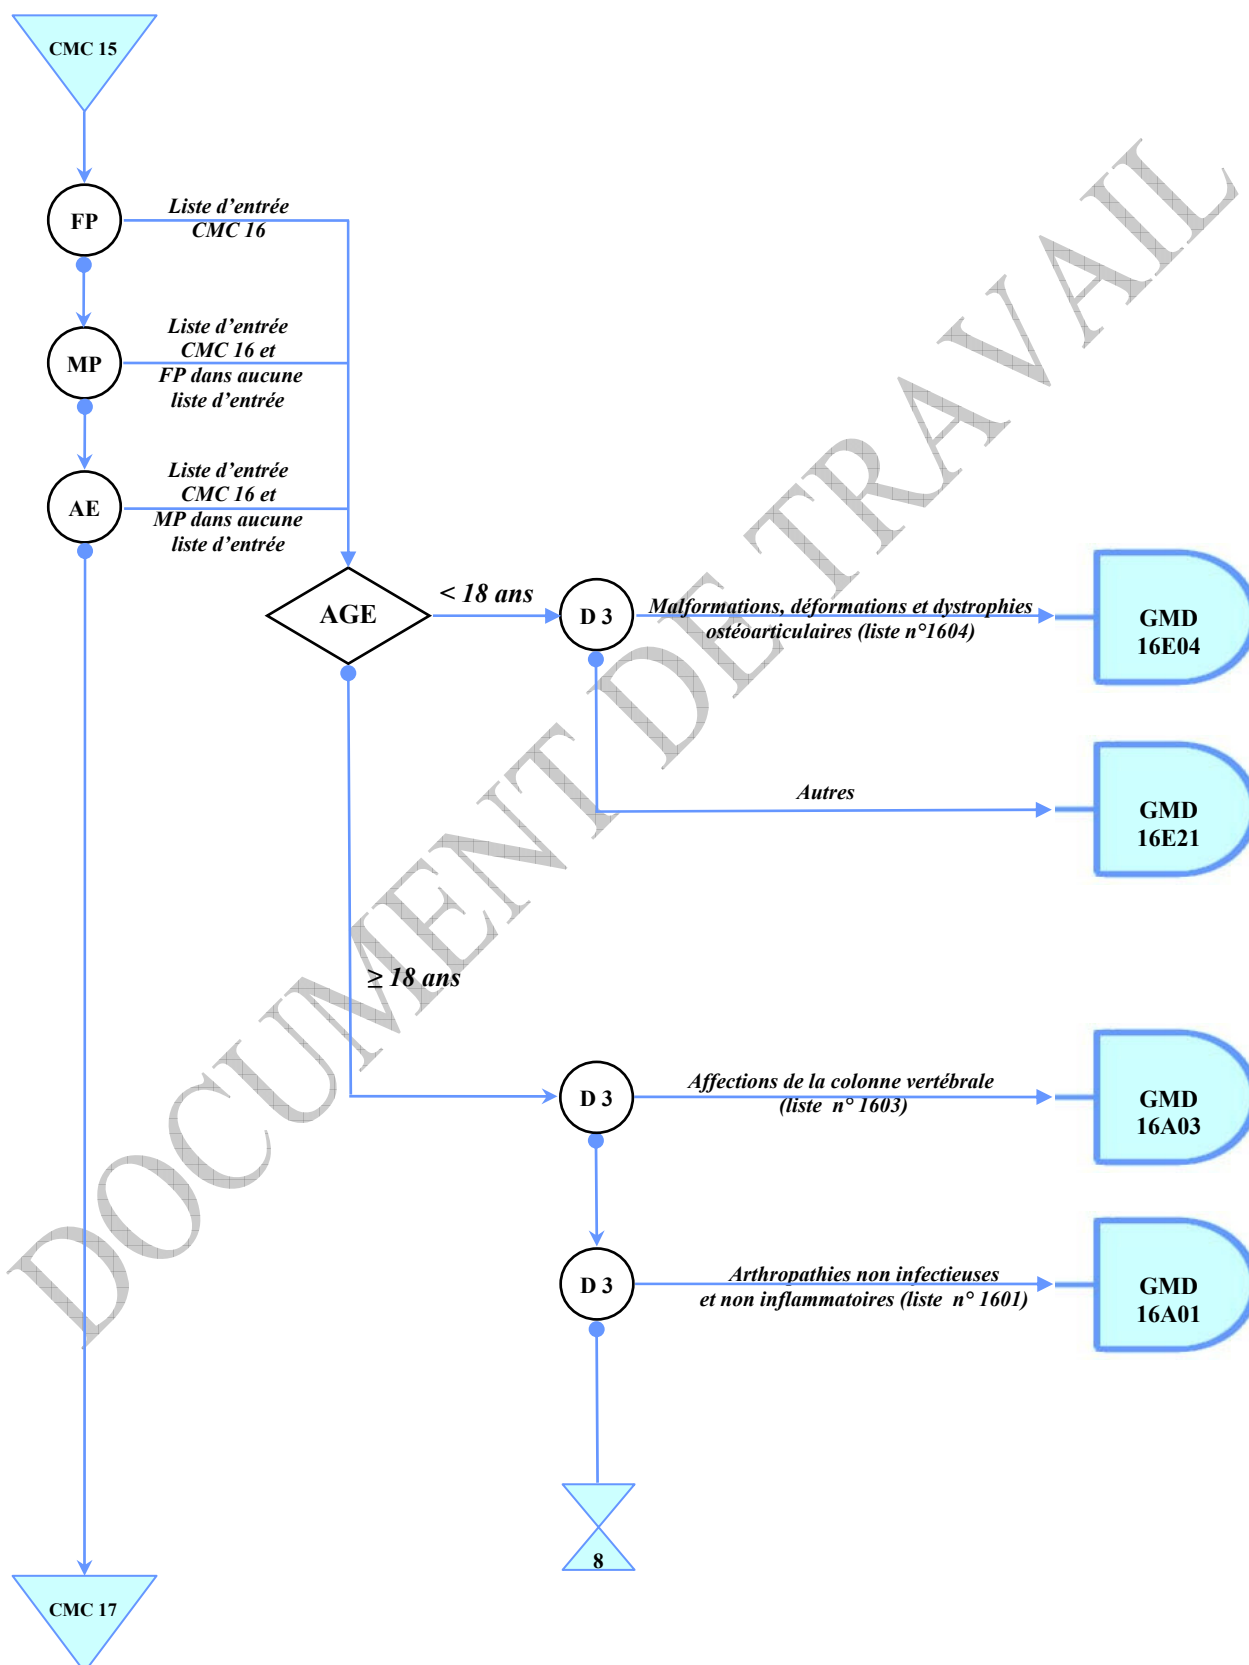 CMC 15
FP
Liste d’entrée
CMC 16
MP
Liste d’entrée
CMC 16 et
FP dans aucune
liste d’entrée
AE
Liste d’entrée
CMC 16 et
MP dans aucune
liste d’entrée
AGE
< 18 ans
D 3
Malformations, déformations et dystrophies
ostéoarticulaires (liste n°1604)
GMD
16E04
Autres
GMD
16E21
≥ 18 ans
D 3
Affections de la colonne vertébrale
(liste n° 1603)
GMD
16A03
D 3
Arthropathies non infectieuses
et non inflammatoires (liste n° 1601)
GMD
16A01
8
CMC 17
DOCUMENT DE TRAVAIL